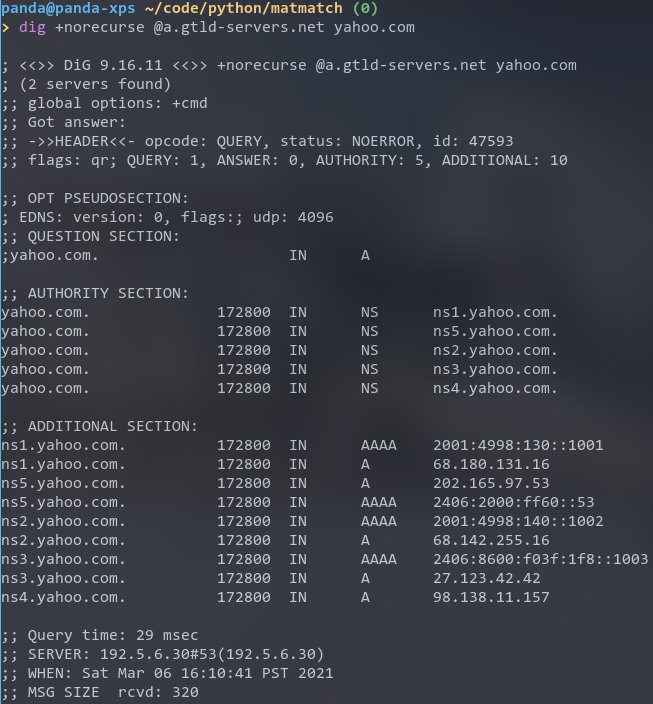 panda@panda-xps ~/code/python/matmatch (0)
> dig +norecurse @a.gtld-servers.net yahoo.com
; <<>> DiG 9.16.11 <<>> +norecurse @a.gtld-servers.net yahoo.com
; (2 servers found)
;; global options: +cmd
;; Got answer:
;; ->>HEADER<<- opcode: QUERY, status: NOERROR, id: 47593
;; flags: qr; QUERY: 1, ANSWER: 0, AUTHORITY: 5, ADDITIONAL: 10
;; OPT PSEUDOSECTION:
; EDNS: version: 0, flags:; udp: 4096
;; QUESTION SECTION:
;yahoo.com. IN A
;; AUTHORITY SECTION:
yahoo.com. 172800 IN NS ns1.yahoo.com.
yahoo.com. 172800 IN NS ns5.yahoo.com.
yahoo.com. 172800 IN NS ns2.yahoo.com.
yahoo.com. 172800 IN NS ns3.yahoo.com.
yahoo.com. 172800 IN NS ns4.yahoo.com.
;; ADDITIONAL SECTION:
ns1.yahoo.com. 172800 IN AAAA 2001:4998:130::1001
ns1.yahoo.com. 172800 IN A 68.180.131.16
ns5.yahoo.com. 172800 IN A 202.165.97.53
ns5.yahoo.com. 172800 IN AAAA 2406:2000:ff60::53
ns2.yahoo.com. 172800 IN AAAA 2001:4998:140::1002
ns2.yahoo.com. 172800 IN A 68.142.255.16
ns3.yahoo.com. 172800 IN AAAA 2406:8600:f03f:1f8::1003
ns3.yahoo.com. 172800 IN A 27.123.42.42
ns4.yahoo.com. 172800 IN A 98.138.11.157
;; Query time: 29 msec
;; SERVER: 192.5.6.30#53(192.5.6.30)
;; WHEN: Sat Mar 06 16:10:41 PST 2021
;; MSG SIZE rcvd: 320